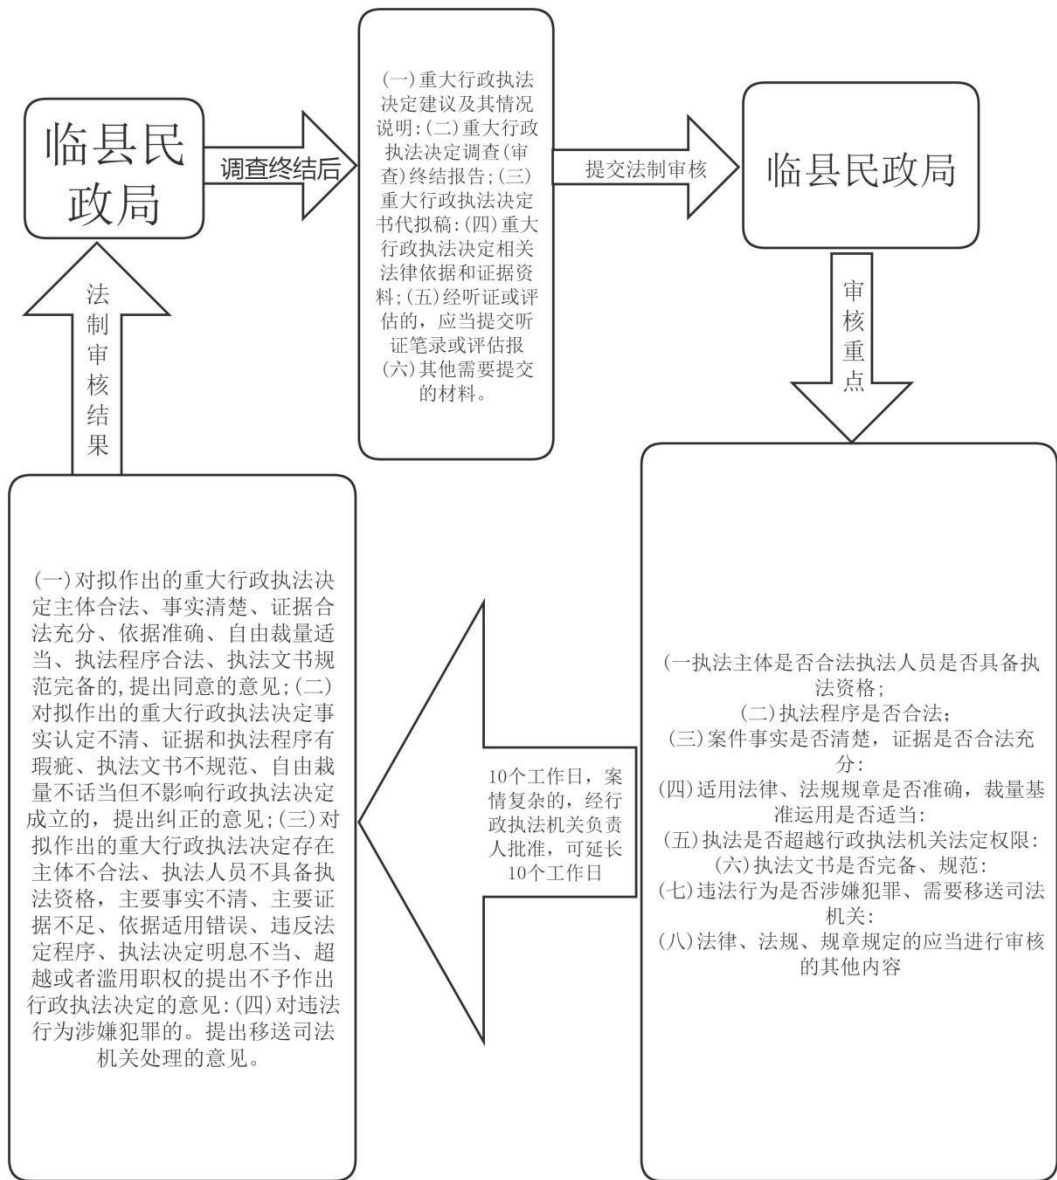 临县民
政局
调查终结后
(一)重大行政执法
决定建议及其情况
说明:(二)重大行政
执法决定调查(审
查)终结报告;(三)
重大行政执法决定
书代拟稿:(四)重大
行政执法决定相关
法律依据和证据资
料;(五)经听证或评
估的，应当提交听
证笔录或评估报
(六)其他需要提交
的材料。
提交法制审核
临县民政局
审
核
重
点
(一执法主体是否合法执法人员是否具备执
法资格;
(二)执法程序是否合法;
(三)案件事实是否清楚，证据是否合法充
分:
(四)适用法律、法规规章是否准确，裁量基
准运用是否适当:
(五)执法是否超越行政执法机关法定权限:
(六)执法文书是否完备、规范:
(七)违法行为是否涉嫌犯罪、需要移送司法
机关:
(八)法律、法规、规章规定的应当进行审核
的其他内容
10个工作日，案
情复杂的，经行
政执法机关负责
人批准，可延长
10个工作日
(一)对拟作出的重大行政执法决
定主体合法、事实清楚、证据合
法充分、依据准确、自由裁量适
当、执法程序合法、执法文书规
范完备的,提出同意的意见;(二)
对拟作出的重大行政执法决定事
实认定不清、证据和执法程序有
瑕疵、执法文书不规范、自由裁
量不话当但不影响行政执法决定
成立的，提出纠正的意见;(三)对
拟作出的重大行政执法决定存在
主体不合法、执法人员不具备执
法资格，主要事实不清、主要证
据不足、依据适用错误、违反法
定程序、执法决定明息不当、超
越或者滥用职权的提出不予作出
行政执法决定的意见:(四)对违法
行为涉嫌犯罪的。提出移送司法
机关处理的意见。
法
制
审
核
结
果